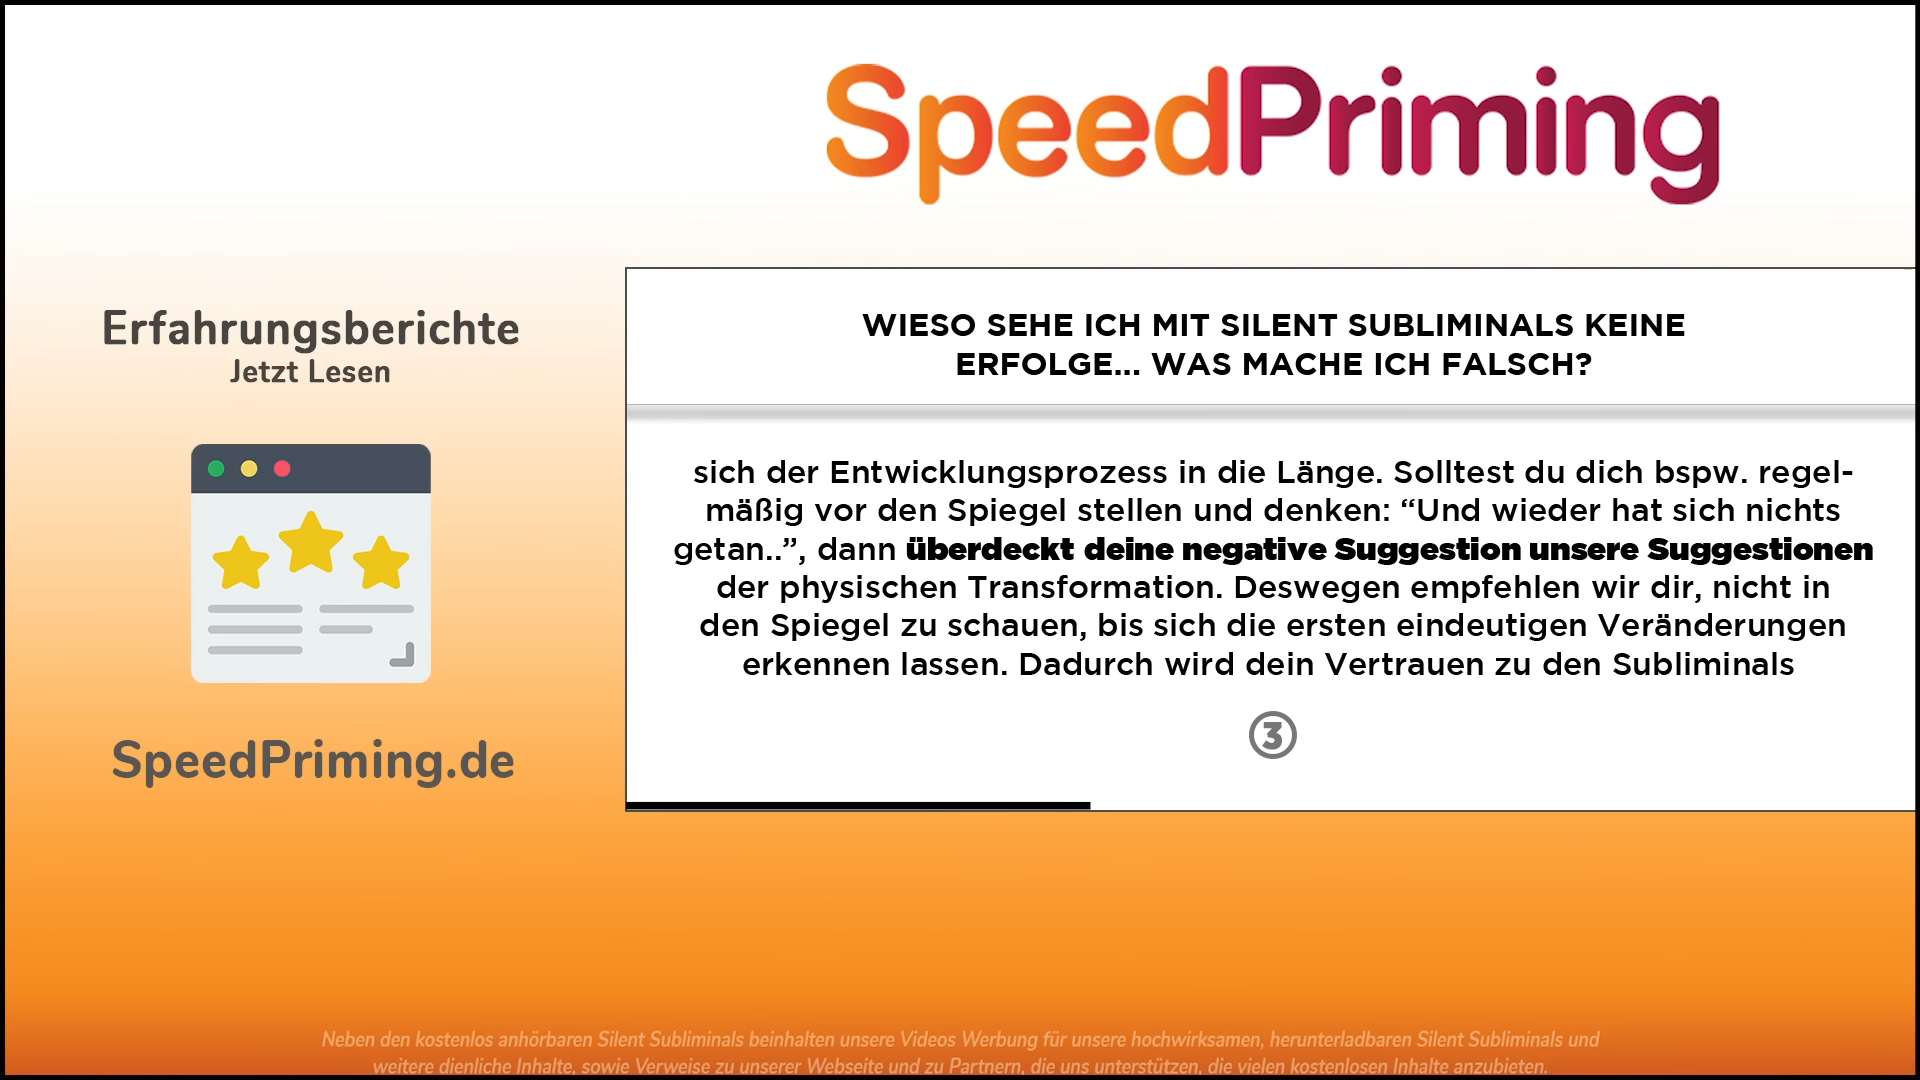 SpeedPriming
Erfahrungsberichte
Jetzt Lesen
SpeedPriming.de
WIESO SEHE ICH MIT SILENT SUBLIMINALS KEINE
ERFOLGE... WAS MACHE ICH FALSCH?
sich der Entwicklungsprozess in die Länge. Solltest du dich bspw. regel-
mäßig vor den Spiegel stellen und denken: “Und wieder hat sich nichts
getan..”, dann überdeckt deine negative Suggestion unsere Suggestionen
der physischen Transformation. Deswegen empfehlen wir dir, nicht in
den Spiegel zu schauen, bis sich die ersten eindeutigen Veränderungen
erkennen lassen. Dadurch wird dein Vertrauen zu den Subliminals
3
Neben den kostenlos anhörbaren Silent Subliminals beinhalten unsere Videos Werbung für unsere hochwirksamen, herunterladbaren Silent Subliminals und
weitere dienliche Inhalte, sowie Verweise zu unserer Webseite und zu Partnern, die uns unterstützen, die vielen kostenlosen Inhalte anzubieten.